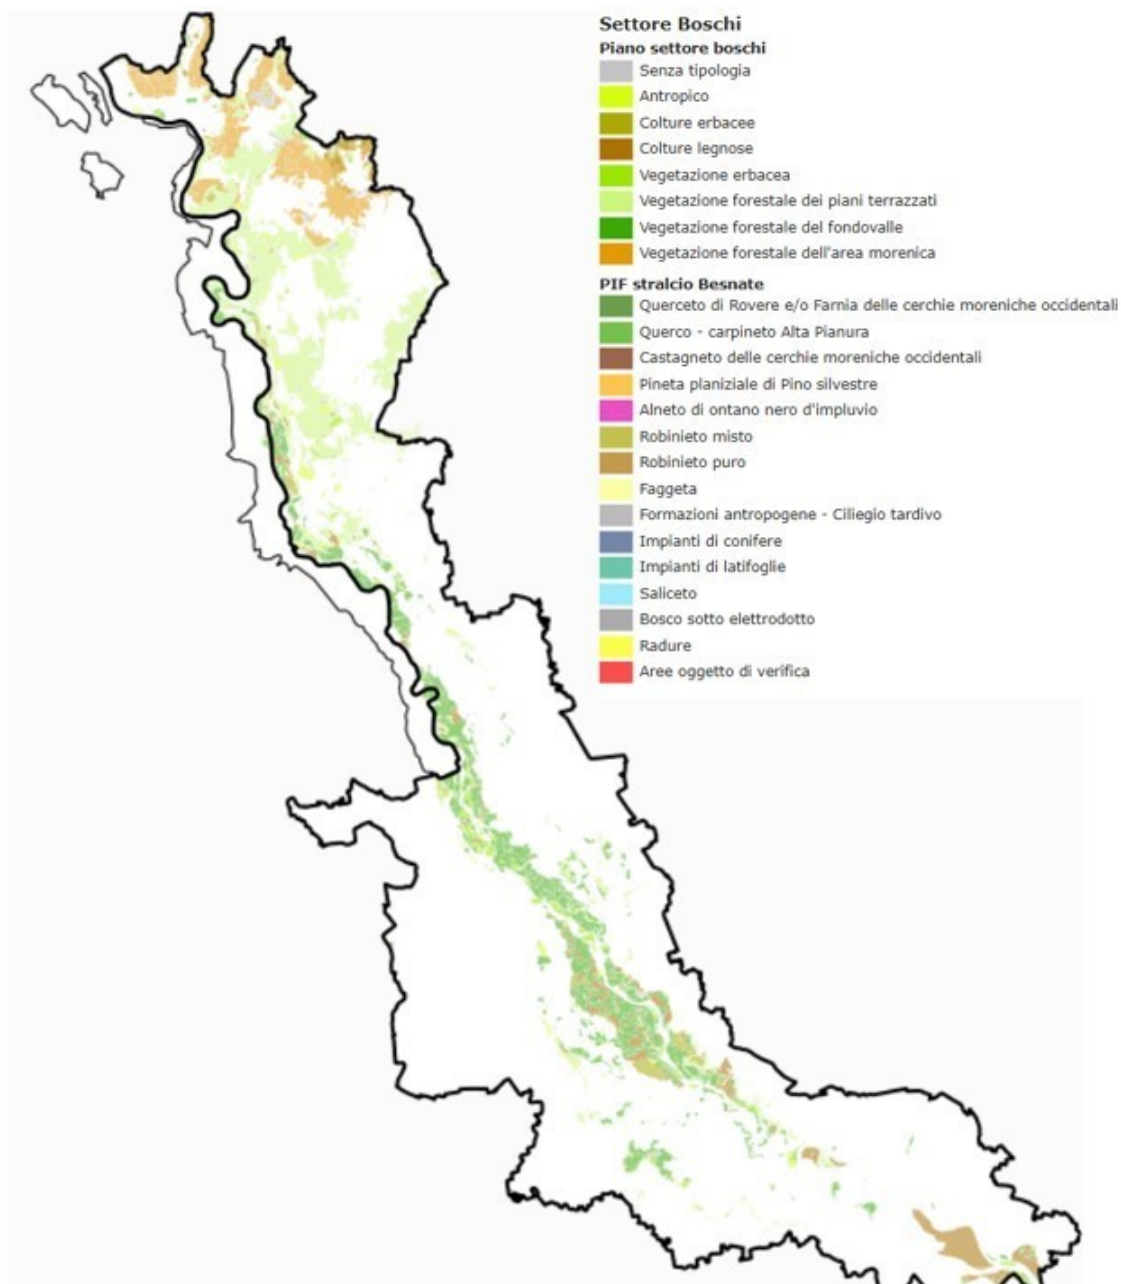 Settore Boschi
Piano settore boschi
Senza tipologia
Antropico
Colture erbacee
Colture legnose
Vegetazione erbacea
Vegetazione forestale dei piani terrazzati
Vegetazione forestale del fondovalle
Vegetazione forestale dell'area morenica
PIF stralcio Besnate
Querceto di Rovere e/o Farnia delle cerchie moreniche occidentali
Querco - carpineto Alta Pianura
Castagneto delle cerchie moreniche occidentali
Pineta planiziale di Pino silvestre
Alneto di ontano nero d'impluvio
Robinieto misto
Robinieto puro
Faggeta
Formazioni antropogene - Ciliegio tardivo
Impianti di conifere
Impianti di latifoglie
Saliceto
Bosco sotto elettrodotto
Radure
Aree oggetto di verifica